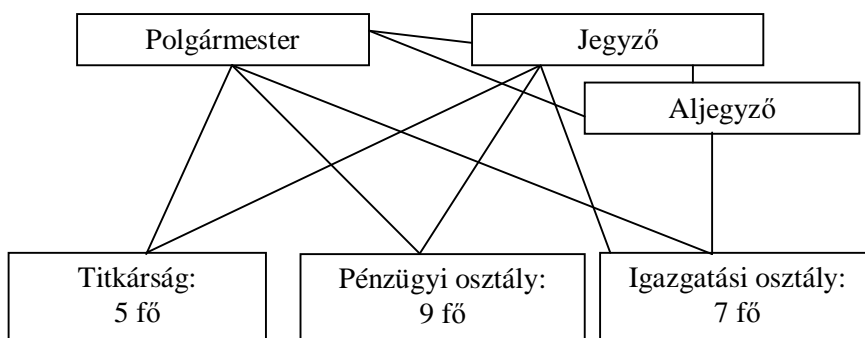 Polgármester
Jegyző
Aljegyző
Titkárság:
5 fő
Pénzügyi osztály:
9 fő
Igazgatási osztály:
7 fő